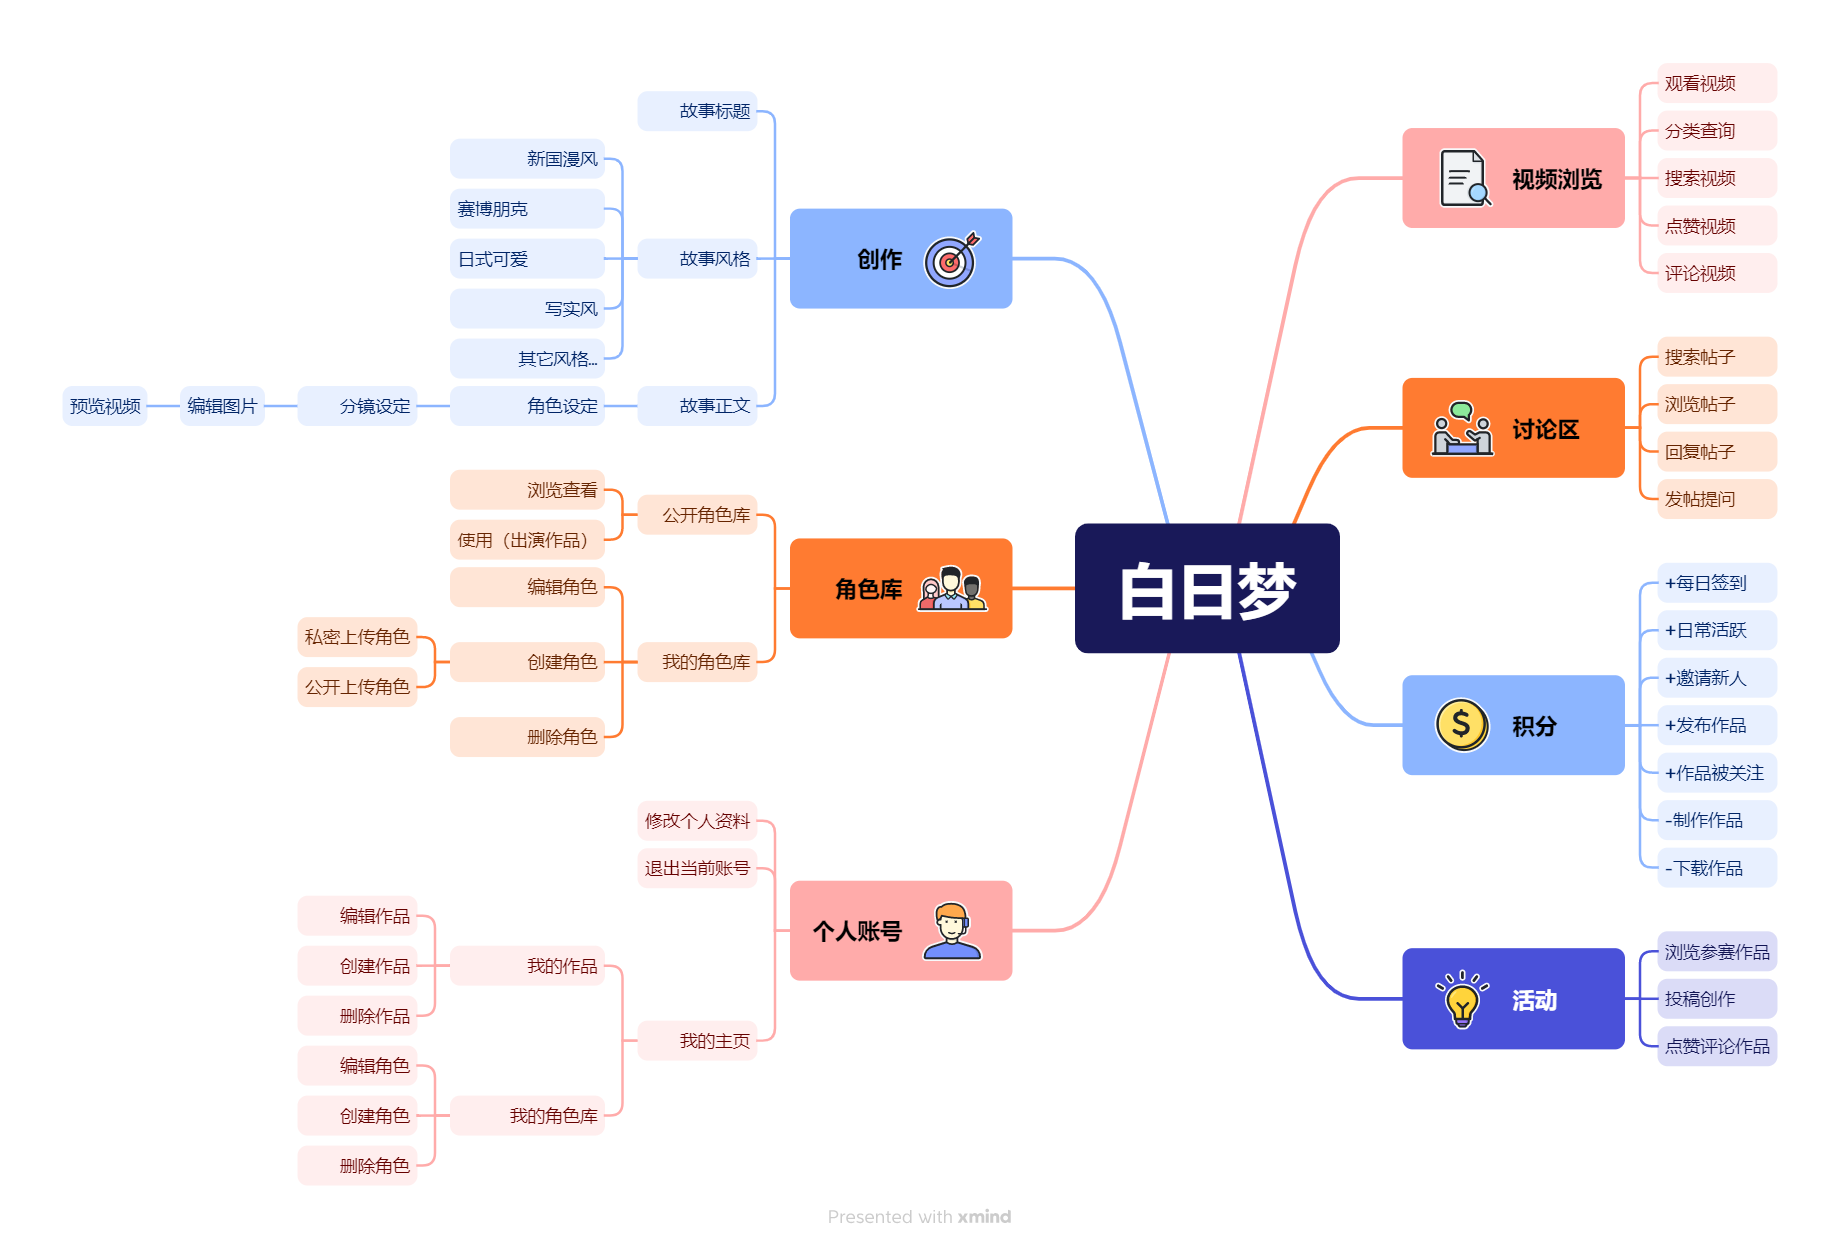 白日梦
创作
故事标题
故事风格
新国漫风
赛博朋克
日式可爱
写实风
其它风格...
故事正文
角色设定
分镜设定
编辑图片
预览视频
角色库
公开角色库
浏览查看
使用（出演作品）
我的角色库
编辑角色
创建角色
私密上传角色
公开上传角色
删除角色
个人账号
修改个人资料
退出当前账号
我的主页
我的作品
编辑作品
创建作品
删除作品
我的角色库
编辑角色
创建角色
删除角色
视频浏览
观看视频
分类查询
搜索视频
点赞视频
评论视频
讨论区
搜索帖子
浏览帖子
回复帖子
发帖提问
积分
+每日签到
+日常活跃
+邀请新人
+发布作品
+作品被关注
-制作作品
-下载作品
活动
浏览参赛作品
投稿创作
点赞评论作品
Presented with xmind